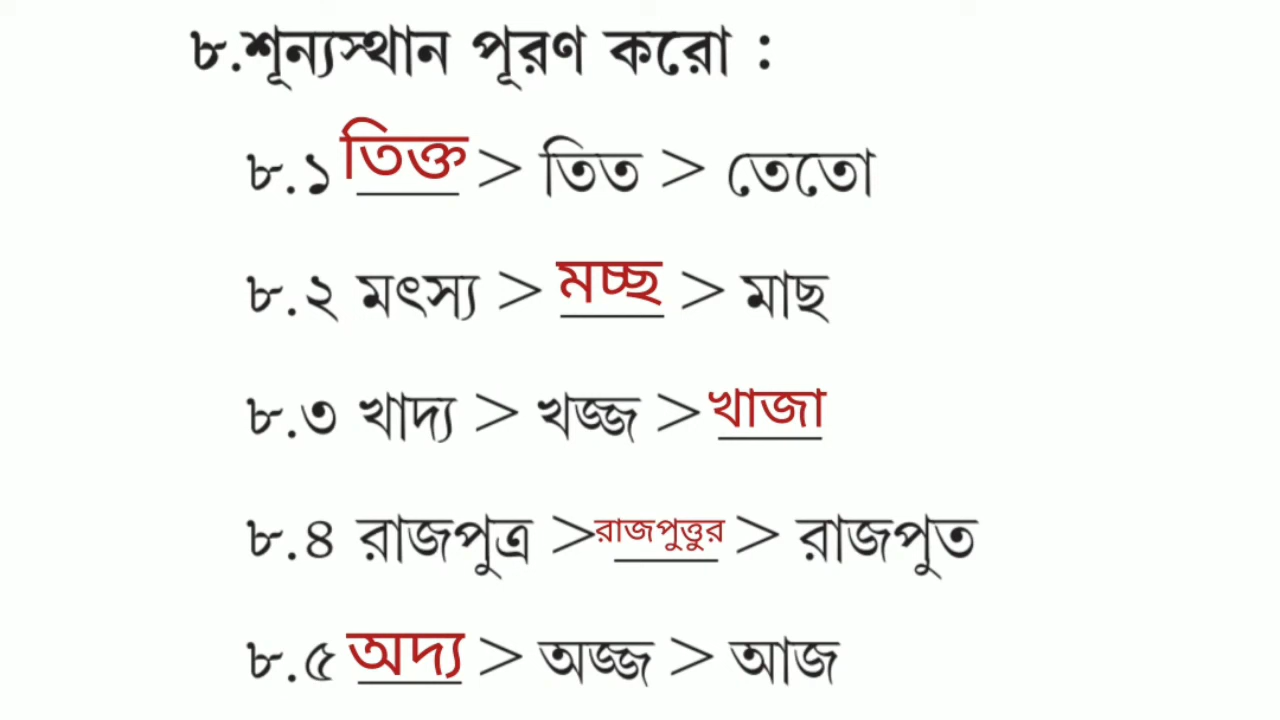 ৮.শূন্যস্থান পূরণ করো :
৮.১ তিক্ত > তিত > তেতো
৮.২ মৎস্য > মচ্ছ > মাছ
৮.৩ খাদ্য > খজ্জ > খাজা
৮.৪ রাজপুত্র > রাজপুত্তুর > রাজপুত
৮.৫ অদ্য > অজ্জ > আজ